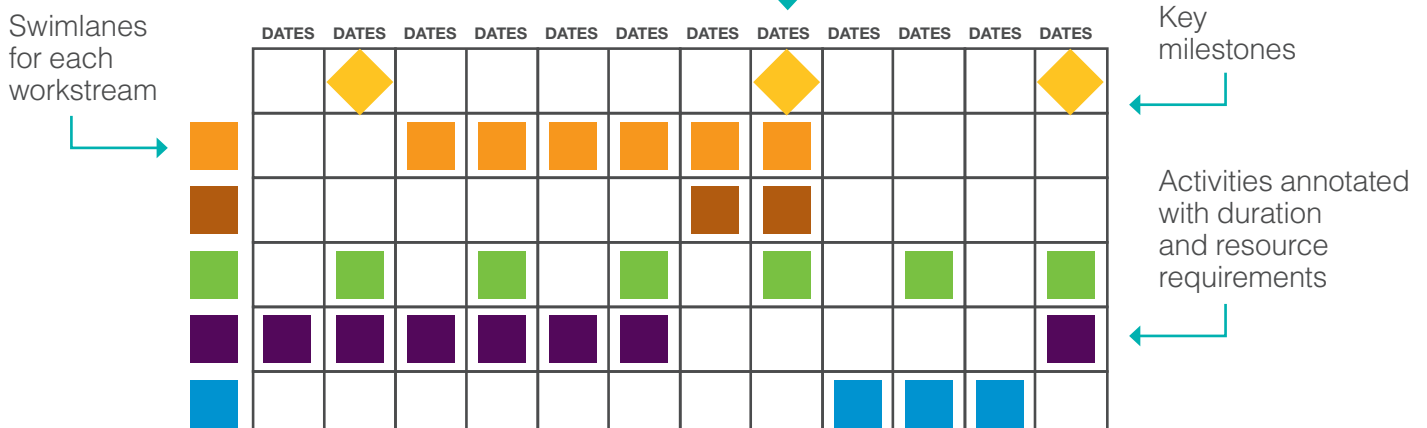 Swimlanes
for each
workstream
DATES DATES DATES DATES DATES DATES DATES DATES DATES DATES DATES DATES
Key
milestones
Activities annotated
with duration
and resource
requirements